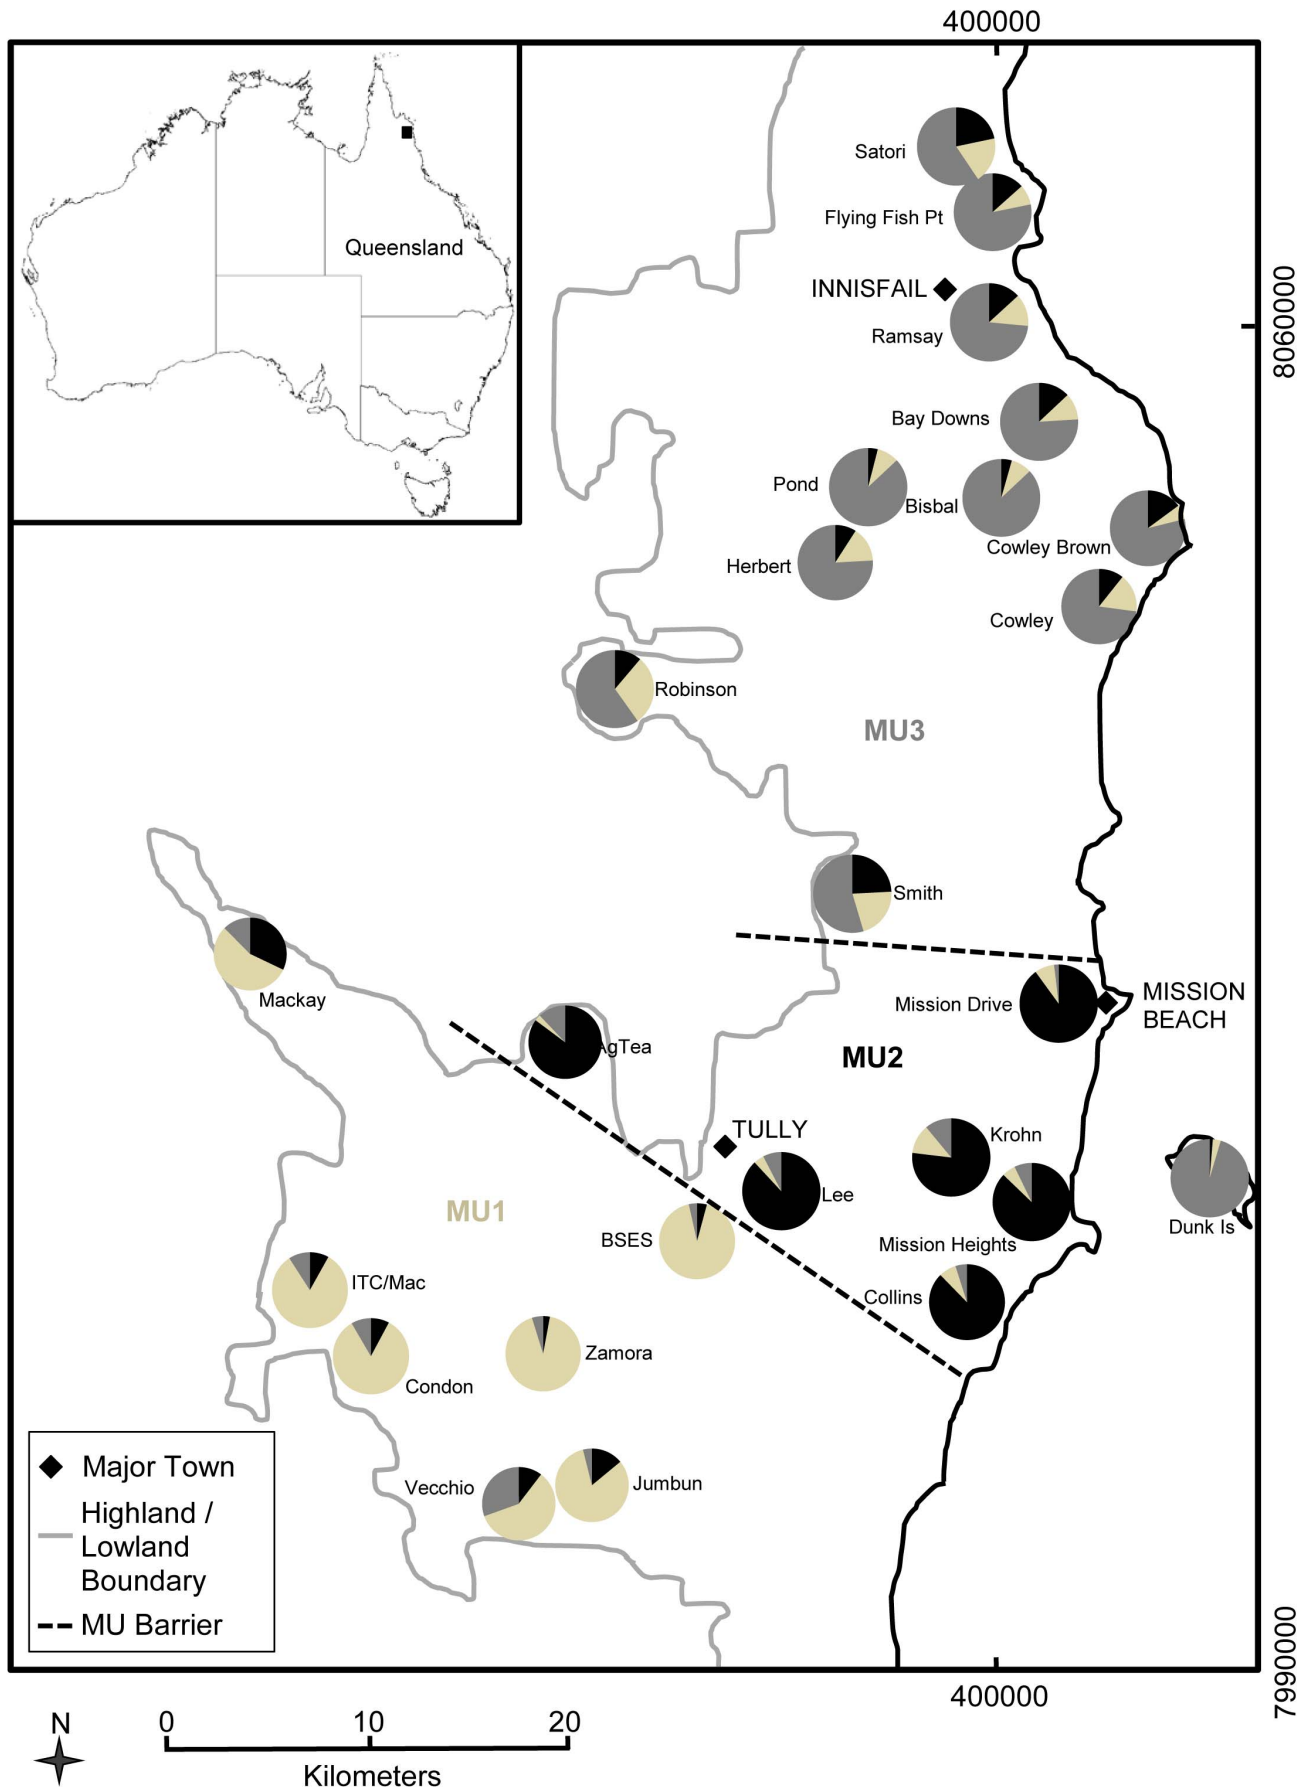 400000
Queensland
Satori
Flying Fish Pt
INNISFAIL
Ramsay
8060000
Bay Downs
Pond
Bisbal
Cowley Brown
Herbert
Cowley
Robinson
MU3
Smith
Mackay
Mission Drive
MISSION
BEACH
AgTea
MU2
TULLY
Krohn
Lee
MU1
BSES
Mission Heights
Dunk Is
ITC/Mac
Collins
Zamora
Condon
Vecchio
Jumbun
Major Town
Highland /
Lowland
Boundary
MU Barrier
7990000
400000
N
0 10 20
Kilometers